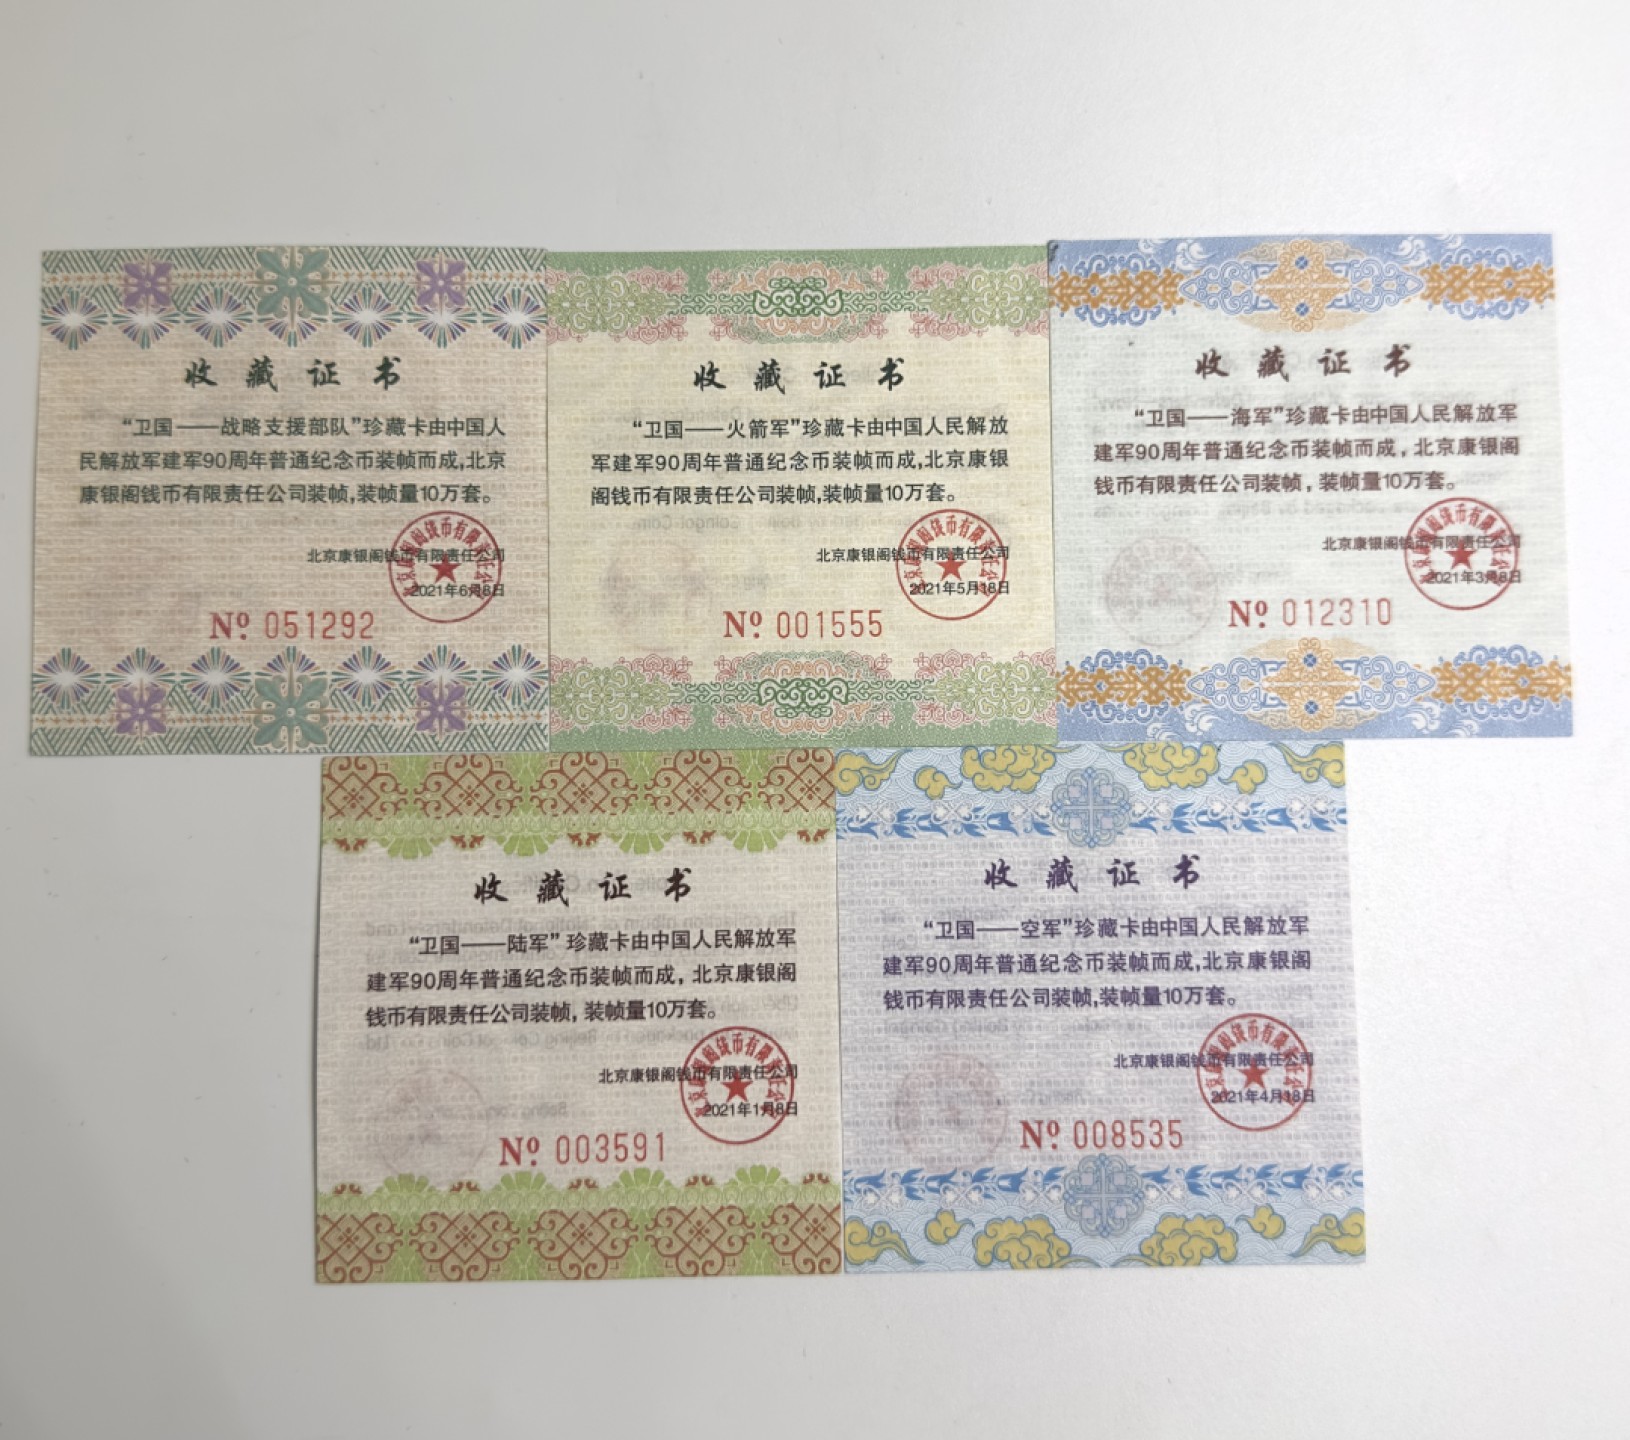 收藏证书
“卫国——战略支援部队”珍藏卡由中国人
民解放军建军90周年普通纪念币装帧而成,北京
康银阁钱币有限责任公司装帧,装帧量10万套。
北京康银阁钱币有限责任公司
2021年6月8日
Nº 051292
收藏证书
“卫国——火箭军”珍藏卡由中国人民解放
军建军90周年普通纪念币装帧而成,北京康银
阁钱币有限责任公司装帧,装帧量10万套。
北京康银阁钱币有限责任公司
2021年5月18日
Nº 001555
收藏证书
“卫国——海军”珍藏卡由中国人民解放军
建军90周年普通纪念币装帧而成，北京康银阁
钱币有限责任公司装帧，装帧量10万套。
北京康银阁钱币有限责任公司
2021年3月8日
Nº 012310
收藏证书
“卫国——陆军”珍藏卡由中国人民解放军
建军90周年普通纪念币装帧而成，北京康银阁
钱币有限责任公司装帧，装帧量10万套。
北京康银阁钱币有限责任公司
2021年1月8日
Nº 003591
收藏证书
“卫国——空军”珍藏卡由中国人民解放军
建军90周年普通纪念币装帧而成,北京康银阁
钱币有限责任公司装帧,装帧量10万套。
北京康银阁钱币有限责任公司
2021年4月18日
Nº 008535